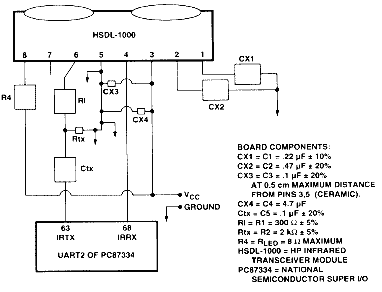 HSDL-1000
8 7 6 5 4 3 2 1
CX1
CX2
R4
RI
CX3
CX4
Rtx
Ctx
VCC
GROUND
63 68
IRTX IRRX
UART2 OF PC87334
BOARD COMPONENTS:
CX1 = C1 = .22 µF ± 10%
CX2 = C2 = .47 µF ± 20%
CX3 = C3 = .1 µF ± 20%
AT 0.5 cm MAXIMUM DISTANCE
FROM PINS 3,5 (CERAMIC).
CX4 = C4 = 4.7 µF
Ctx = C5 = .1 µF ± 20%
RI = R1 = 300 Ω ± 5%
Rtx = R2 = 2 kΩ ± 5%
R4 = RLED = 8 Ω MAXIMUM
HSDL-1000 = HP INFRARED
TRANSCEIVER MODULE
PC87334 = NATIONAL
SEMICONDUCTOR SUPER I/O